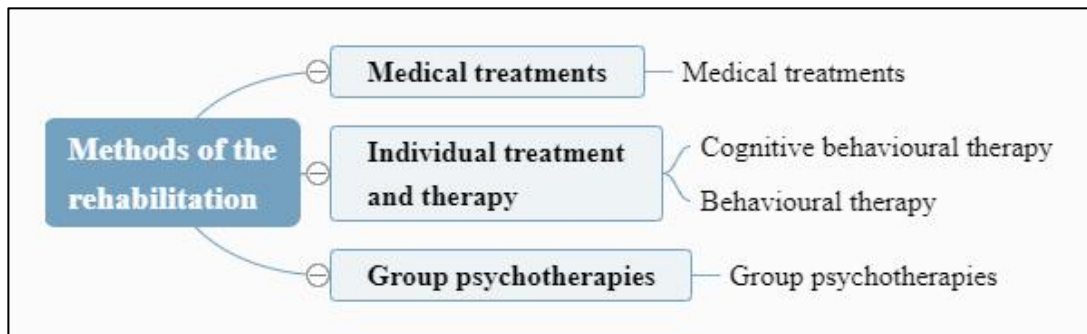 Methods of the
rehabilitation
Medical treatments
Medical treatments
Individual treatment
and therapy
Cognitive behavioural therapy
Behavioural therapy
Group psychotherapies
Group psychotherapies